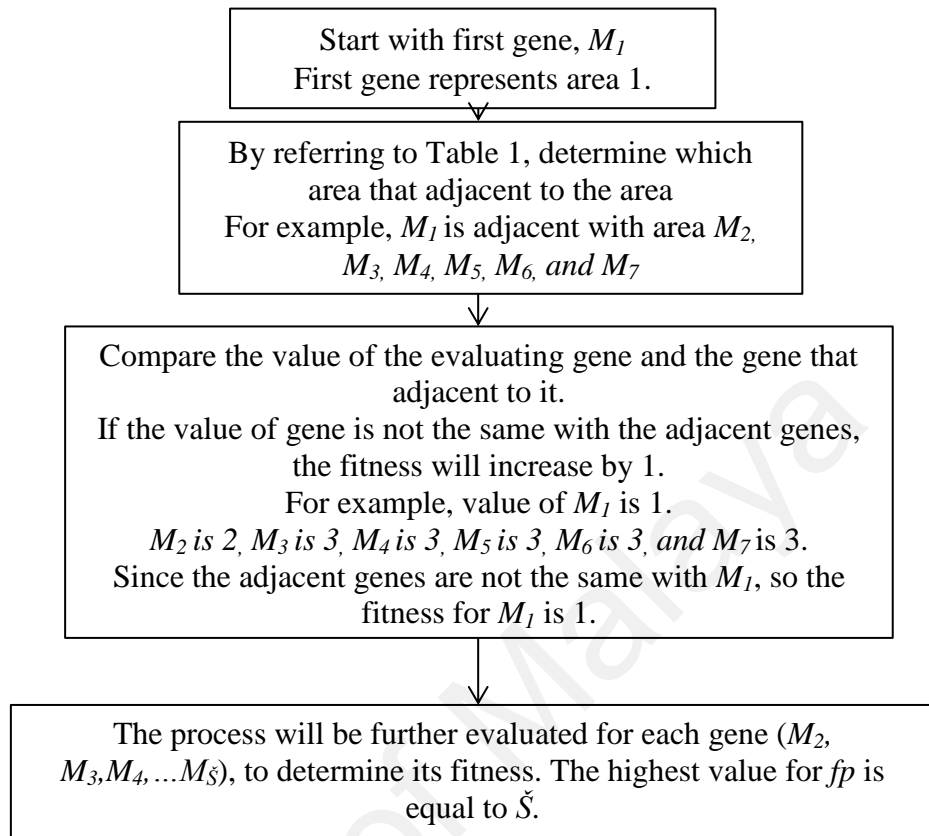 Start with first gene, M1
First gene represents area 1.
By referring to Table 1, determine which
area that adjacent to the area
For example, M1 is adjacent with area M2,
M3, M4, M5, M6, and M7
Compare the value of the evaluating gene and the gene that
adjacent to it.
If the value of gene is not the same with the adjacent genes,
the fitness will increase by 1.
For example, value of M1 is 1.
M2 is 2, M3 is 3, M4 is 3, M5 is 3, M6 is 3, and M7 is 3.
Since the adjacent genes are not the same with M1, so the
fitness for M1 is 1.
The process will be further evaluated for each gene (M2,
M3,M4,...MŠ), to determine its fitness. The highest value for fp is
equal to Š.
of Malaya